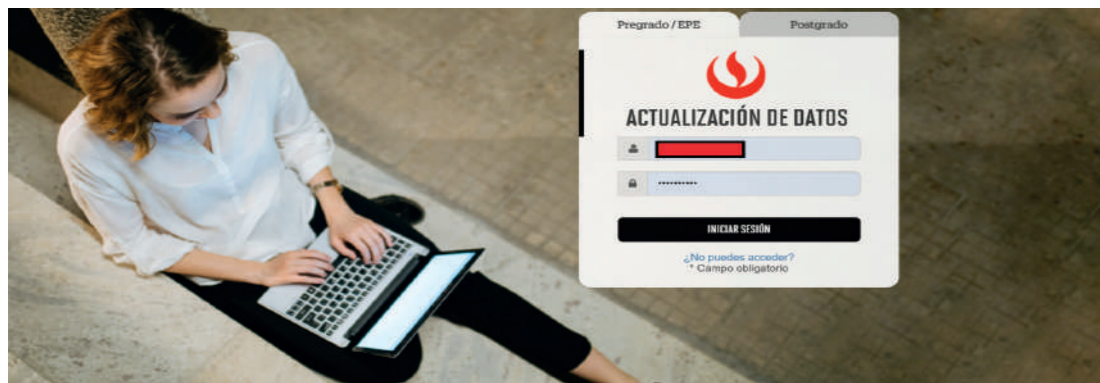 Pregrado / EPE
Postgrado
ACTUALIZACIÓN DE DATOS
••••••••••
INICIAR SESIÓN
¿No puedes acceder?
* Campo obligatorio